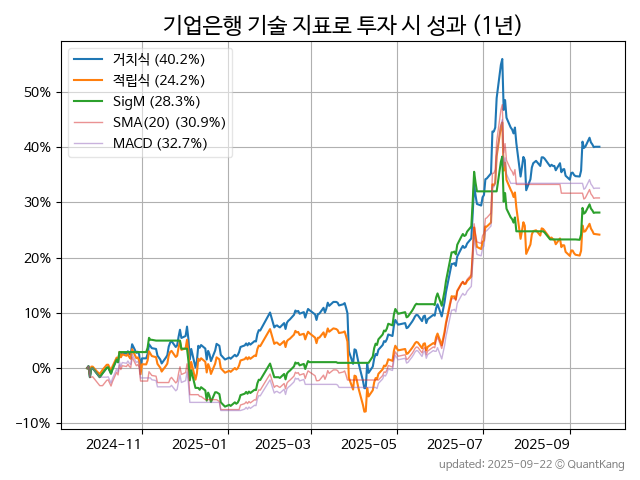 기업은행 기술 지표로 투자 시 성과 (1년)
거치식 (40.2%)
적립식 (24.2%)
SigM (28.3%)
SMA(20) (30.9%)
MACD (32.7%)
50%
40%
30%
20%
10%
0%
−10%
2024-11 2025-01 2025-03 2025-05 2025-07 2025-09
updated: 2025-09-22 © QuantKang